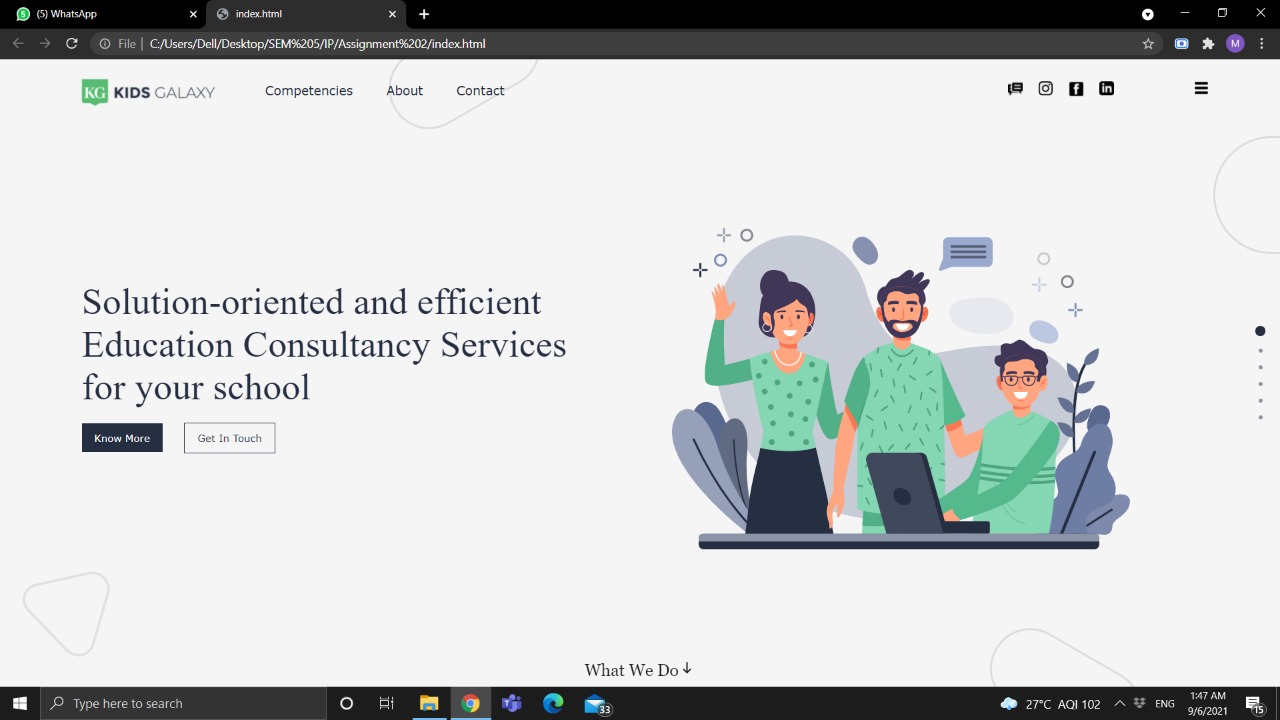 (5) WhatsApp
index.html
File
C:/Users/Dell/Desktop/SEM%205/IP/Assignment%202/index.html
M
KG KIDS GALAXY
Competencies
About
Contact
Solution-oriented and efficient
Education Consultancy Services
for your school
Know More
Get In Touch
What We Do
Type here to search
33
27°C AQI 102
ENG
1:47 AM
9/6/2021
15